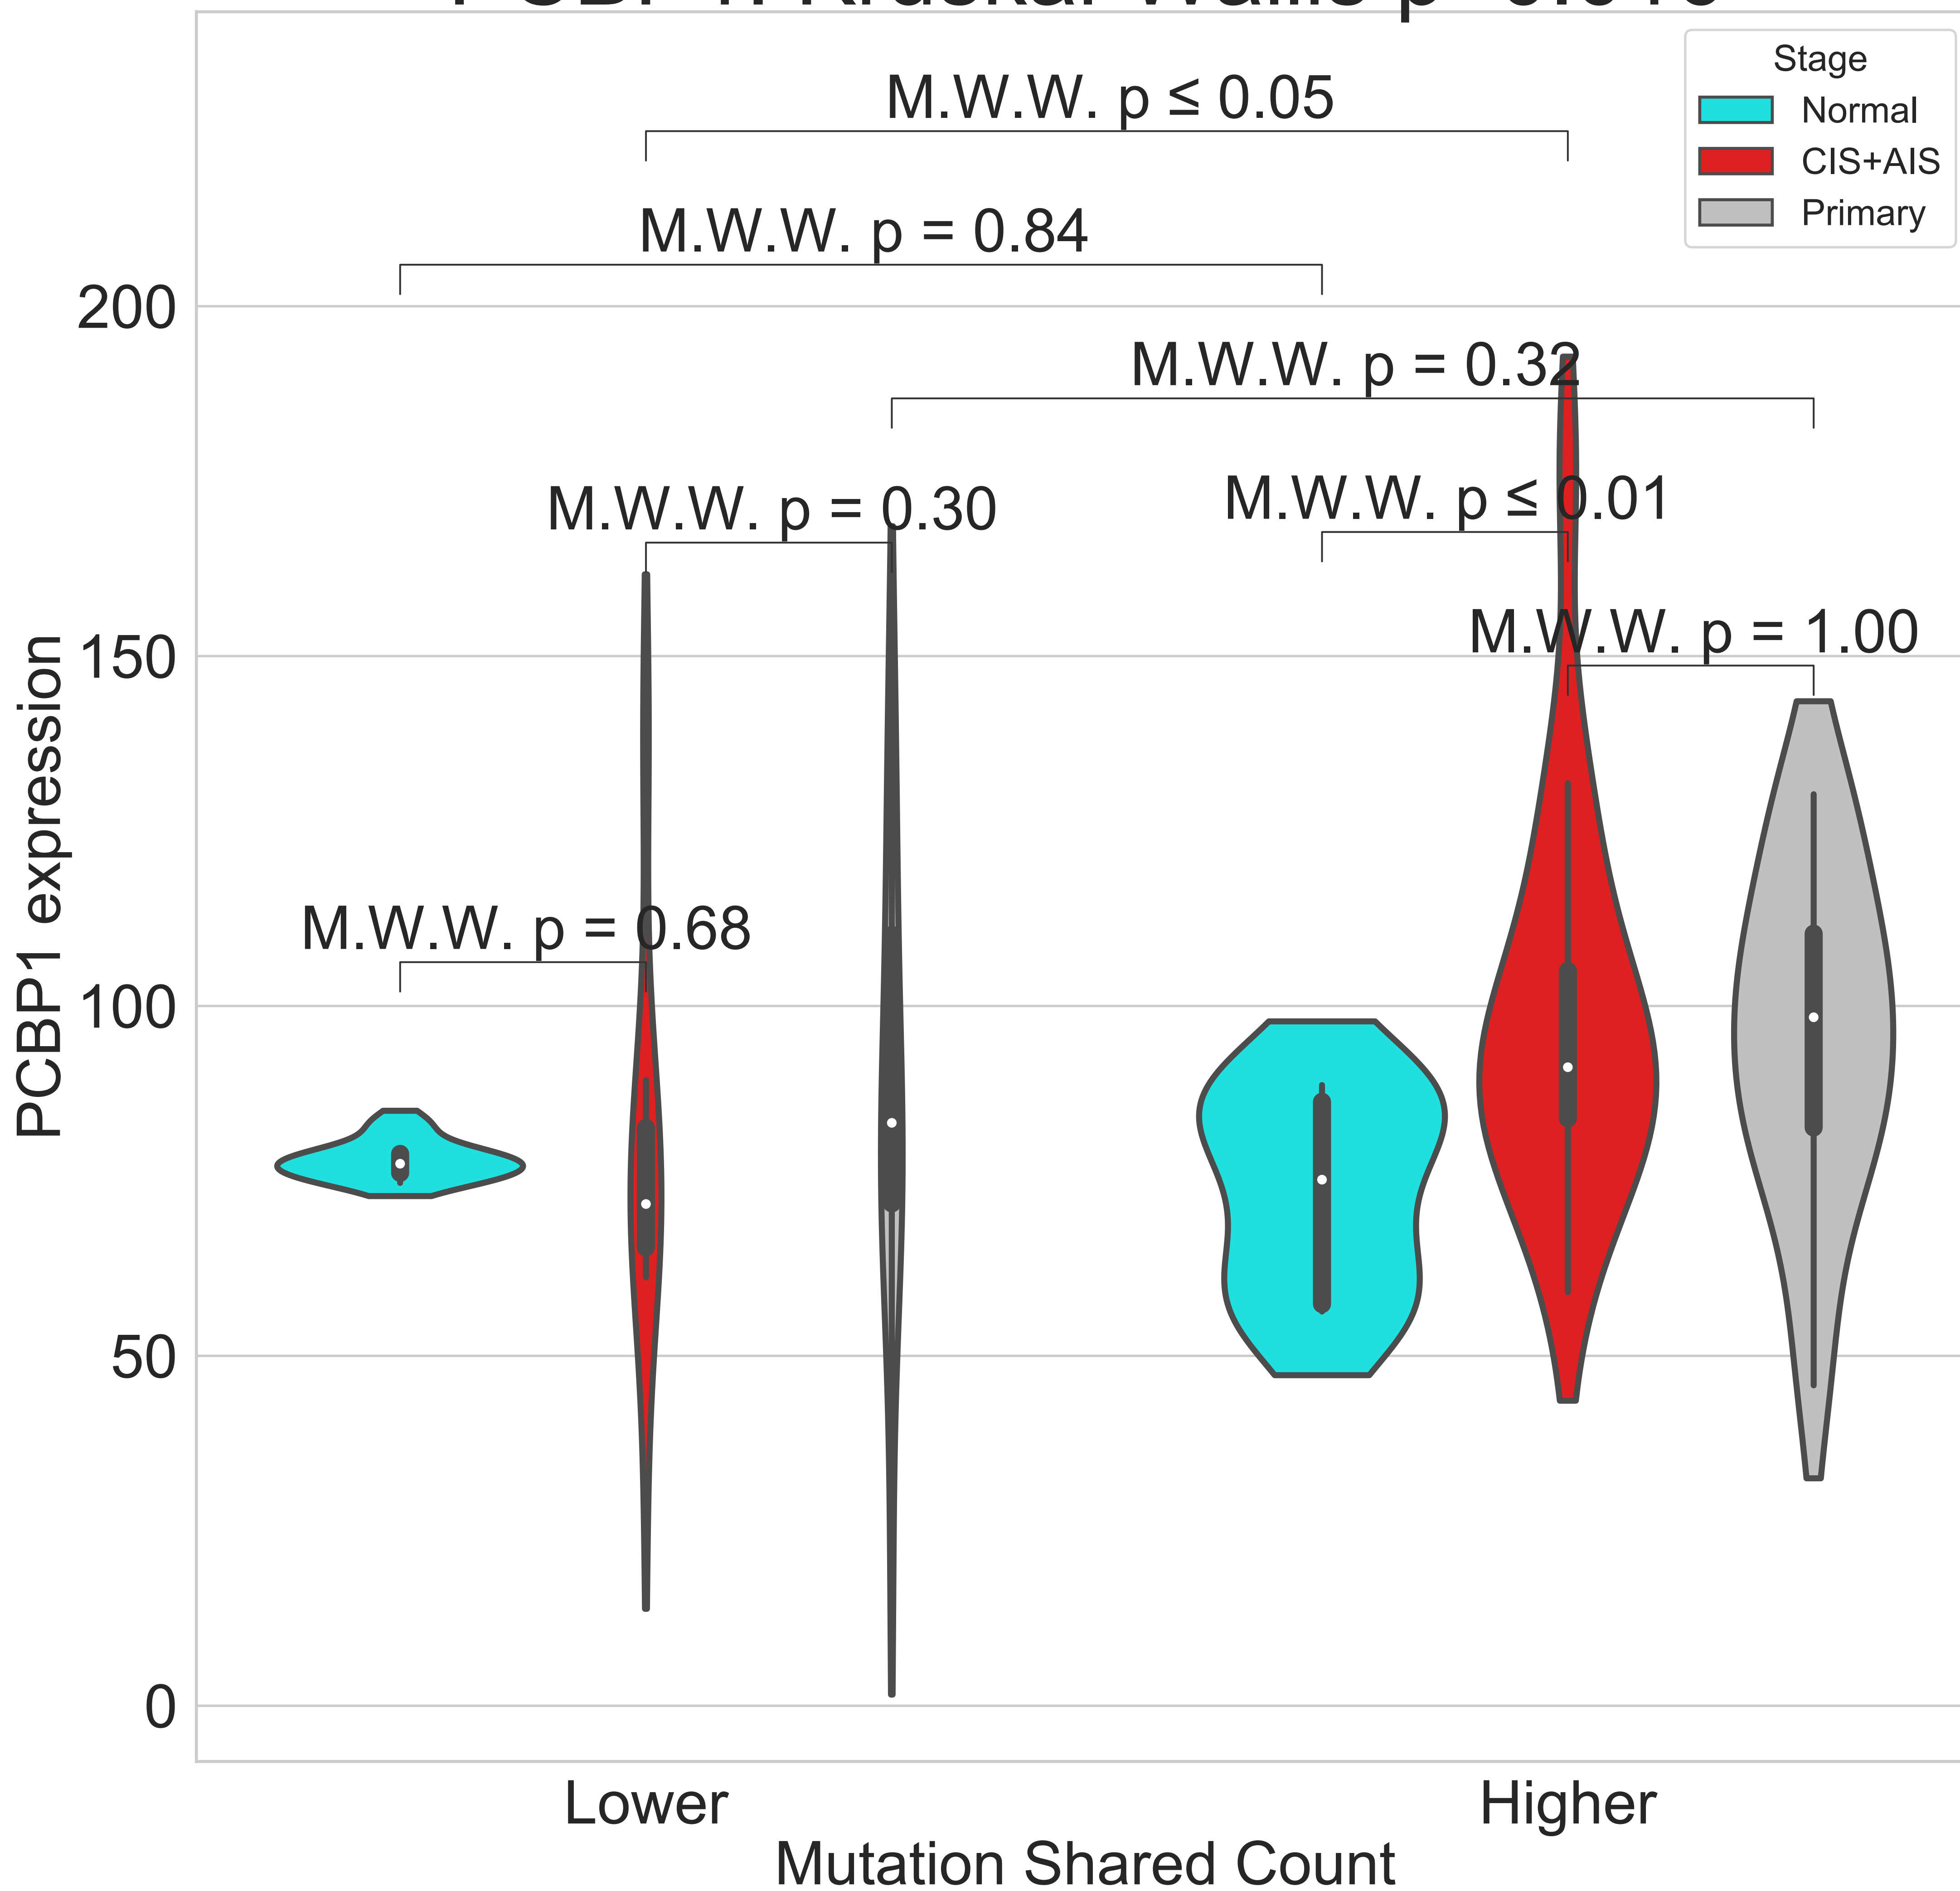 Stage
Normal
CIS+AIS
Primary
M.W.W. p ≤ 0.05
M.W.W. p = 0.84
M.W.W. p = 0.32
M.W.W. p = 0.30
M.W.W. p ≤ 0.01
M.W.W. p = 1.00
M.W.W. p = 0.68
200
150
100
50
0
PCBP1 expression
Lower
Higher
Mutation Shared Count